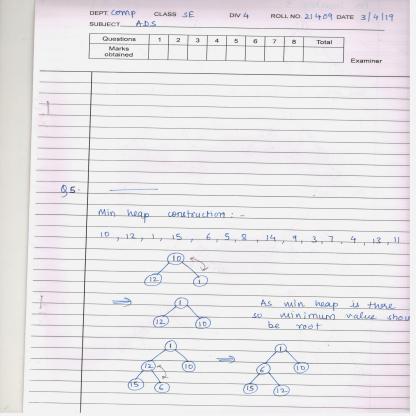 DEPT. Comp CLASS SE DIV 4 ROLL NO. 21409 DATE 3/4/19
SUBJECT ADS
Questions 1 2 3 4 5 6 7 8 Total
Marks obtained
Examiner
Q5.
Min heap construction :-
10, 12, 1, 15, 6, 5, 8, 14, 9, 3, 7, 4, 13, 11
10
12 1
1
12 10
As min heap is there
so minimum value shou
be root
1
12 10
15 6
1
6 10
15 12